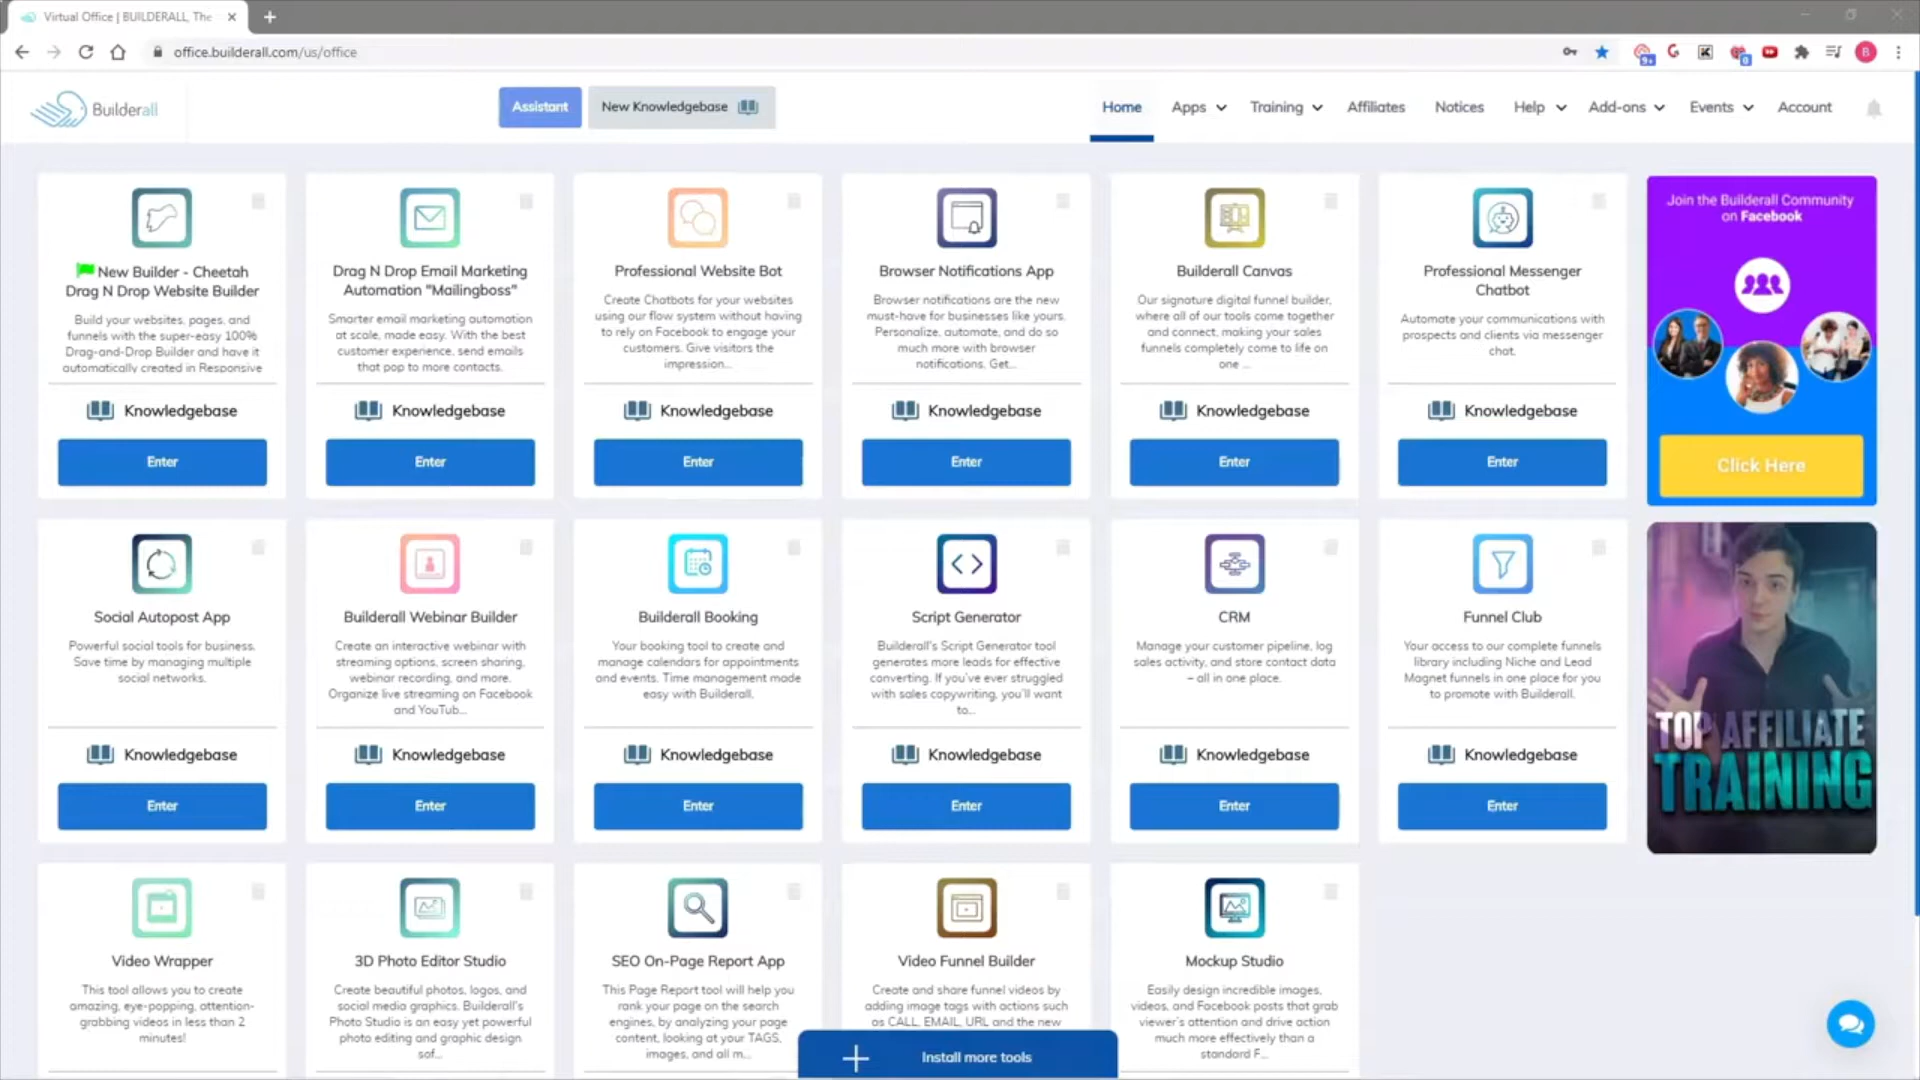 Virtual Office | BUILDERALL, The
office.builderall.com/us/office
9+
0
B
Builderall
Assistant
New Knowledgebase
Home
Apps
Training
Affiliates
Notices
Help
Add-ons
Events
Account
New Builder - Cheetah
Drag N Drop Website Builder
Build your websites, pages, and
funnels with the super-easy 100%
Drag-and-Drop Builder and have it
automatically created in Responsive
Knowledgebase
Enter
Drag N Drop Email Marketing
Automation "Mailingboss"
Smarter email marketing automation
at scale, made easy. With the best
customer experience, send emails
that pop to more contacts.
Knowledgebase
Enter
Professional Website Bot
Create Chatbots for your websites
using our flow system without having
to rely on Facebook to engage your
customers. Give visitors the
impression...
Knowledgebase
Enter
Browser Notifications App
Browser notifications are the new
must-have for businesses like yours.
Personalize, automate, and do so
much more with browser
notifications. Get...
Knowledgebase
Enter
Builderall Canvas
Our signature digital funnel builder,
where all of our tools come together
and connect, making your sales
funnels completely come to life on
one ...
Knowledgebase
Enter
Professional Messenger
Chatbot
Automate your communications with
prospects and clients via messenger
chat.
Knowledgebase
Enter
Join the Builderall Community
on Facebook
Click Here
Social Autopost App
Powerful social tools for business.
Save time by managing multiple
social networks.
Knowledgebase
Enter
Builderall Webinar Builder
Create an interactive webinar with
streaming options, screen sharing,
webinar recording, and more.
Organize live streaming on Facebook
and YouTub...
Knowledgebase
Enter
Builderall Booking
Your booking tool to create and
manage calendars for appointments
and events. Time management made
easy with Builderall.
Knowledgebase
Enter
Script Generator
Builderall's Script Generator tool
generates more leads for effective
converting. If you've ever struggled
with sales copywriting, you'll want
to...
Knowledgebase
Enter
CRM
Manage your customer pipeline, log
sales activity, and store contact data
– all in one place.
Knowledgebase
Enter
Funnel Club
Your access to our complete funnels
library including Niche and Lead
Magnet funnels in one place for you
to promote with Builderall.
Knowledgebase
Enter
TOP AFFILIATE
TRAINING
Video Wrapper
This tool allows you to create
amazing, eye-popping, attention-
grabbing videos in less than 2
minutes!
3D Photo Editor Studio
Create beautiful photos, logos, and
social media graphics. Builderall's
Photo Studio is an easy yet powerful
photo editing and graphic design
sof...
SEO On-Page Report App
This Page Report tool will help you
rank your page on the search
engines, by analyzing your page
content, looking at your TAGS,
images, and all m...
Video Funnel Builder
Create and share funnel videos by
adding image tags with actions such
as CALL, EMAIL, URL and the new
Mockup Studio
Easily design incredible images,
videos, and Facebook posts that grab
viewer's attention and drive action
much more effectively than a
standard F...
Install more tools